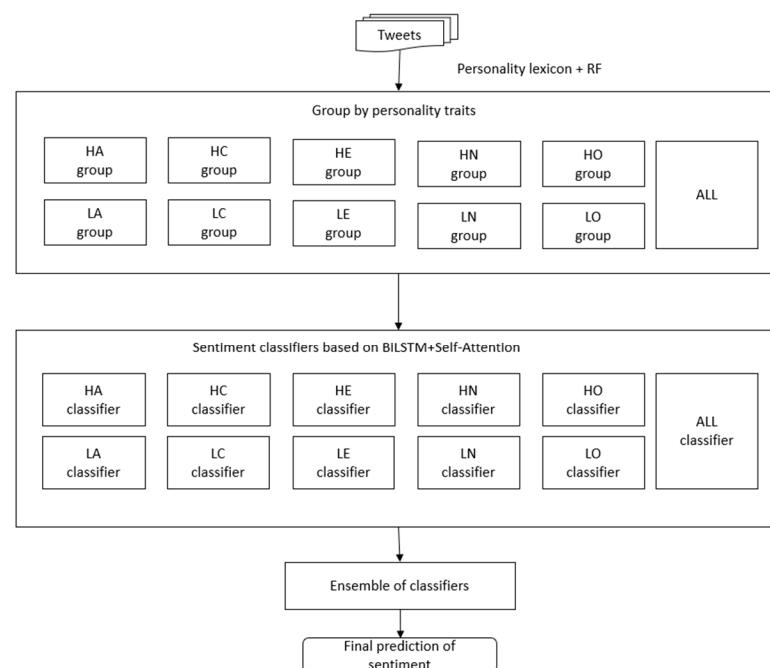 Tweets
Personality lexicon + RF
Group by personality traits
HA
group
HC
group
HE
group
HN
group
HO
group
ALL
LA
group
LC
group
LE
group
LN
group
LO
group
Sentiment classifiers based on BILSTM+Self-Attention
HA
classifier
HC
classifier
HE
classifier
HN
classifier
HO
classifier
ALL
classifier
LA
classifier
LC
classifier
LE
classifier
LN
classifier
LO
classifier
Ensemble of classifiers
Final prediction of
sentiment